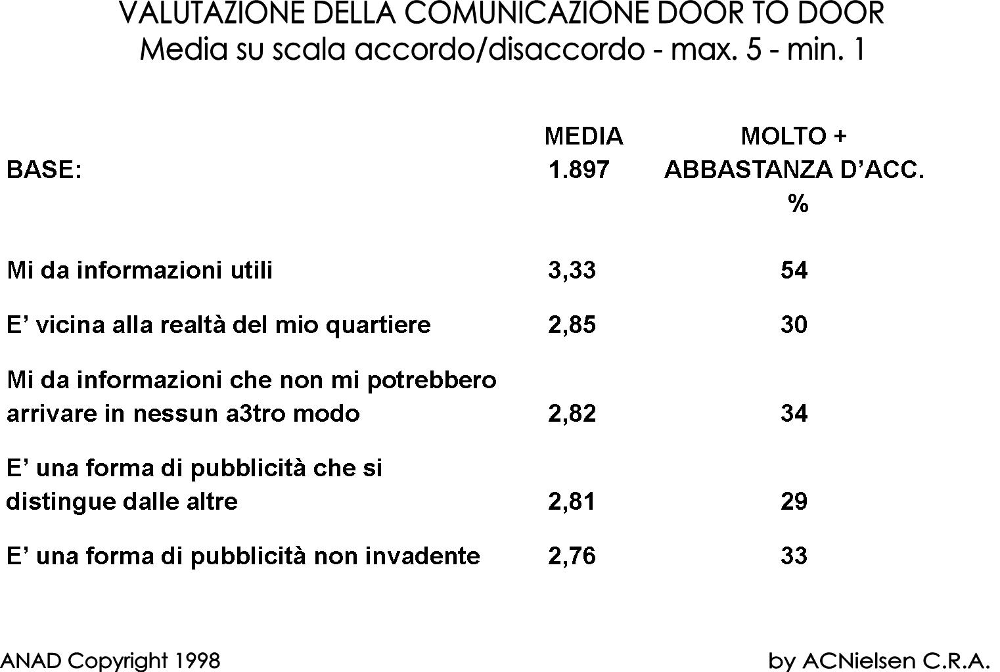 VALUTAZIONE DELLA COMUNICAZIONE DOOR TO DOOR
Media su scala accordo/disaccordo - max. 5 - min. 1
MEDIA MOLTO +
BASE: 1.897 ABBASTANZA D’ACC.
%
Mi da informazioni utili 3,33 54
E’ vicina alla realtà del mio quartiere 2,85 30
Mi da informazioni che non mi potrebbero
arrivare in nessun a3tro modo 2,82 34
E’ una forma di pubblicità che si
distingue dalle altre 2,81 29
E’ una forma di pubblicità non invadente 2,76 33
ANAD Copyright 1998 by ACNielsen C.R.A.